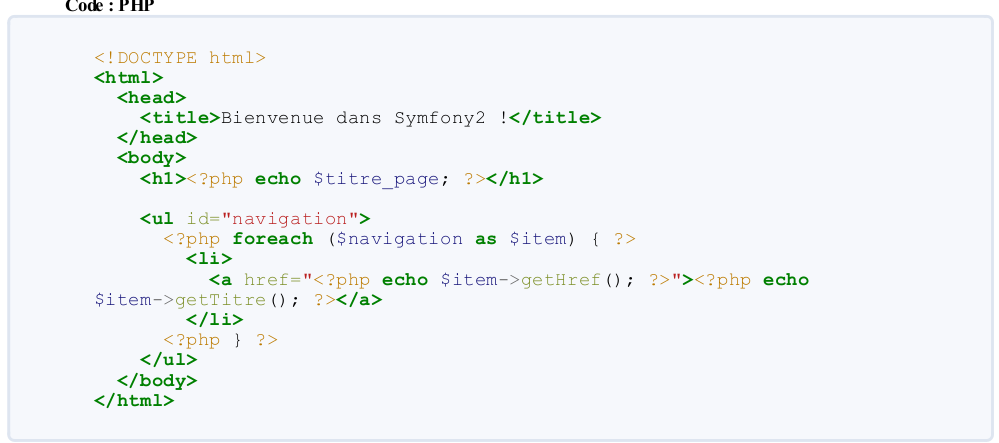 Code : PHP
<!DOCTYPE html>
<html>
  <head>
    <title>Bienvenue dans Symfony2 !</title>
  </head>
  <body>
    <h1><?php echo $titre_page; ?></h1>

    <ul id="navigation">
      <?php foreach ($navigation as $item) { ?>
        <li>
          <a href="<?php echo $item->getHref(); ?>"><?php echo
$item->getTitre(); ?></a>
        </li>
      <?php } ?>
    </ul>
  </body>
</html>